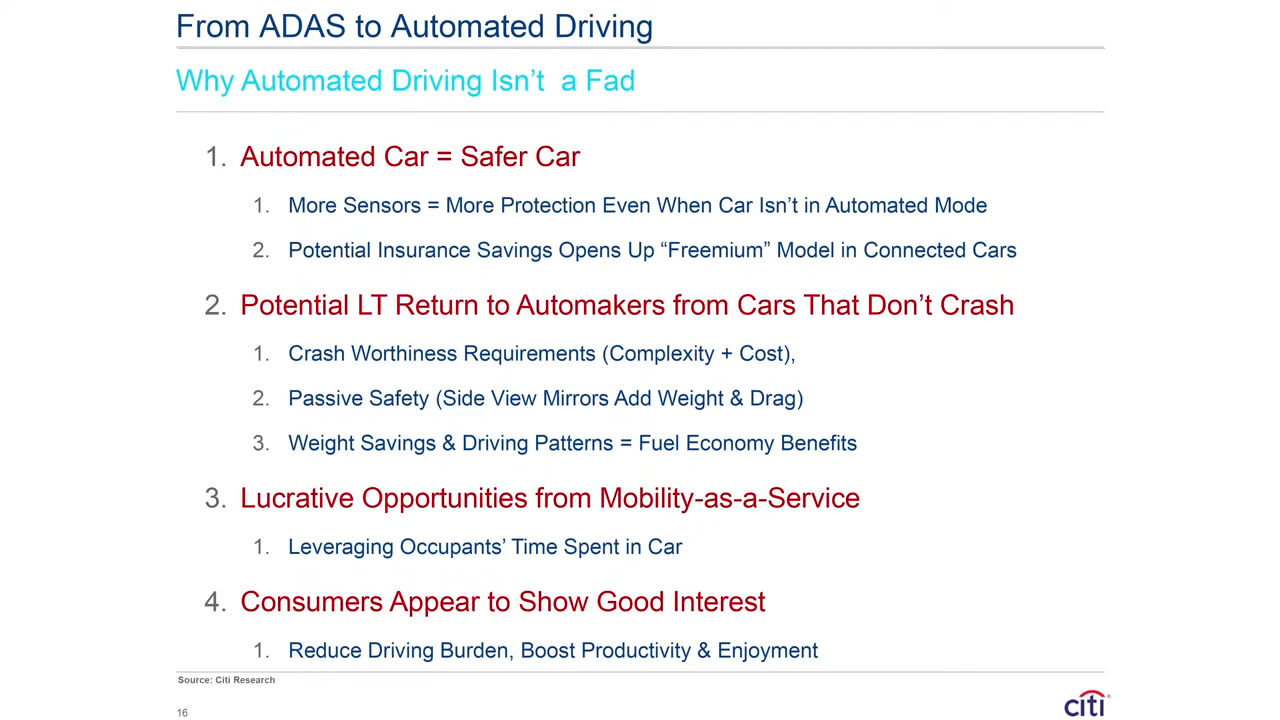 From ADAS to Automated Driving
Why Automated Driving Isn’t a Fad
1. Automated Car = Safer Car
1. More Sensors = More Protection Even When Car Isn’t in Automated Mode
2. Potential Insurance Savings Opens Up “Freemium” Model in Connected Cars
2. Potential LT Return to Automakers from Cars That Don’t Crash
1. Crash Worthiness Requirements (Complexity + Cost),
2. Passive Safety (Side View Mirrors Add Weight & Drag)
3. Weight Savings & Driving Patterns = Fuel Economy Benefits
3. Lucrative Opportunities from Mobility-as-a-Service
1. Leveraging Occupants’ Time Spent in Car
4. Consumers Appear to Show Good Interest
1. Reduce Driving Burden, Boost Productivity & Enjoyment
Source: Citi Research
16
citi®